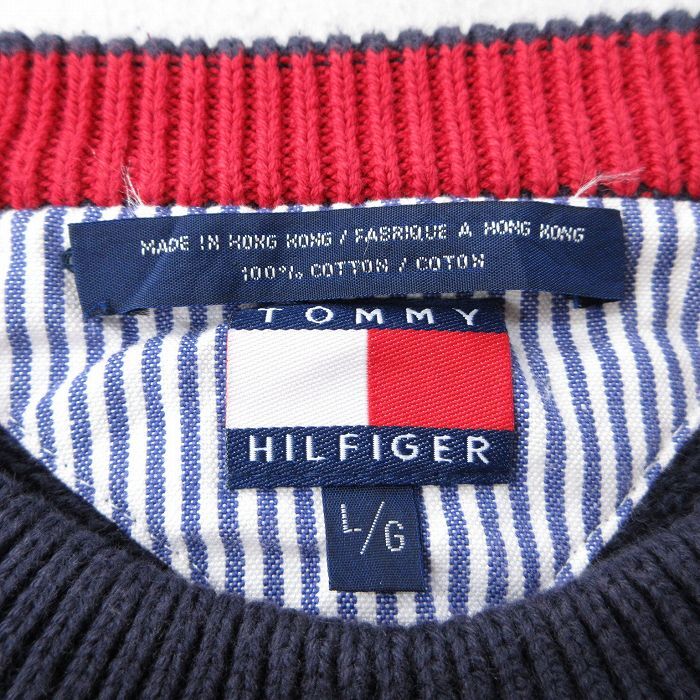 MADE IN HONG KONG / FABRIQUE A HONG KONG
100% COTTON / COTON
TOMMY
HILFIGER
L/G